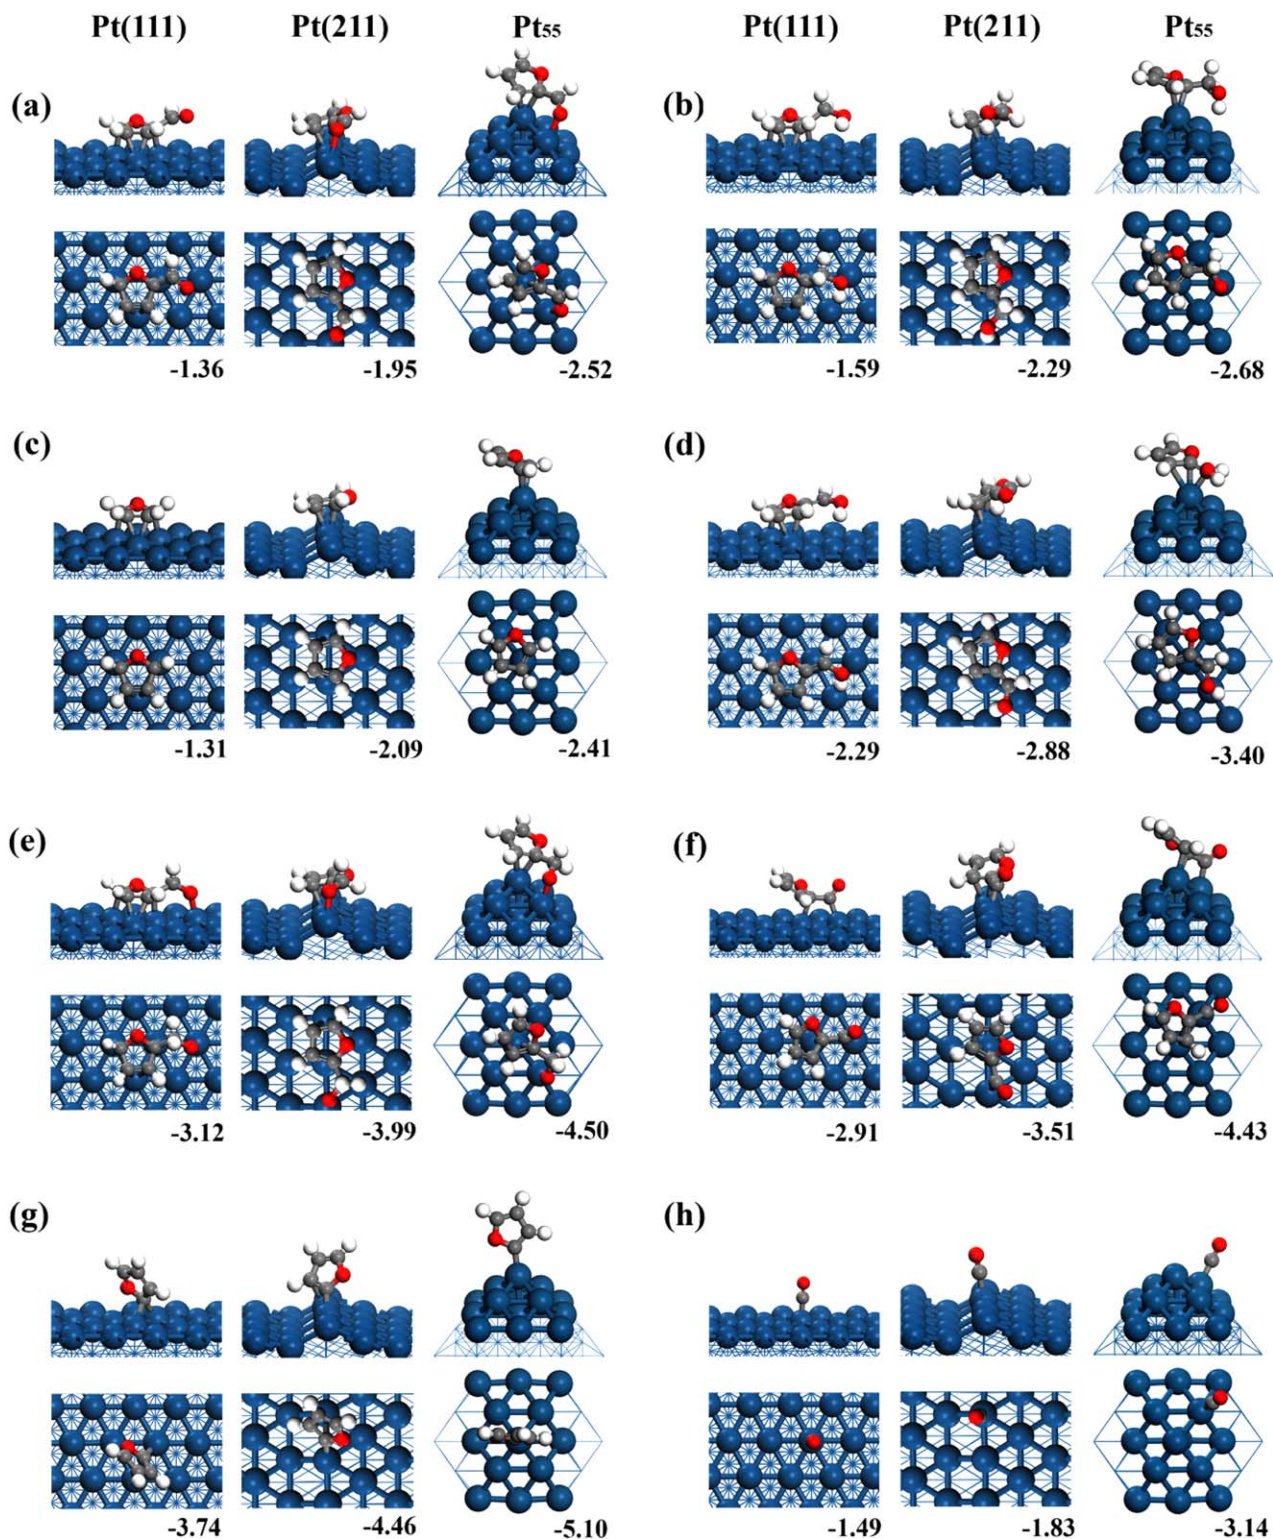 Pt(111) Pt(211) Pt55 Pt(111) Pt(211) Pt55
(a) (b)
-1.36 -1.95 -2.52 -1.59 -2.29 -2.68
(c) (d)
-1.31 -2.09 -2.41 -2.29 -2.88 -3.40
(e) (f)
-3.12 -3.99 -4.50 -2.91 -3.51 -4.43
(g) (h)
-3.74 -4.46 -5.10 -1.49 -1.83 -3.14